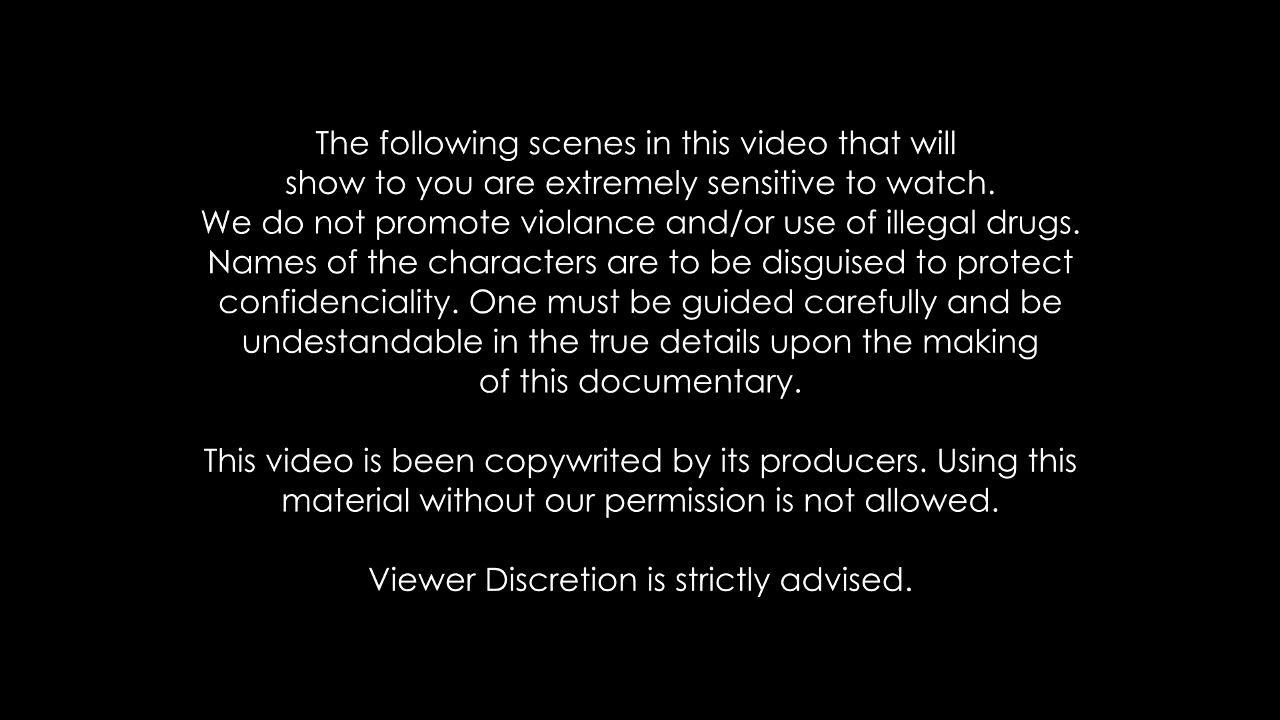 The following scenes in this video that will
show to you are extremely sensitive to watch.
We do not promote violance and/or use of illegal drugs.
Names of the characters are to be disguised to protect
confidenciality. One must be guided carefully and be
undestandable in the true details upon the making
of this documentary.
This video is been copywrited by its producers. Using this
material without our permission is not allowed.
Viewer Discretion is strictly advised.